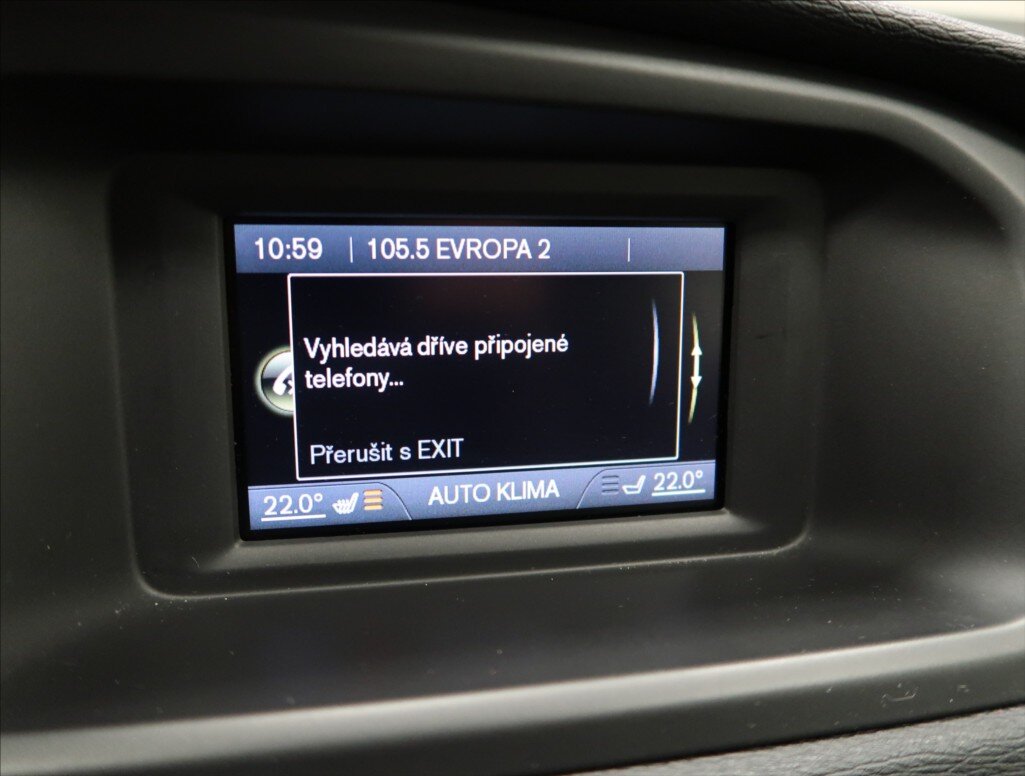 10:59 105.5 EVROPA 2
Vyhledává dříve připojené
telefony...
Přerušit s EXIT
22.0° AUTO KLIMA 22.0°